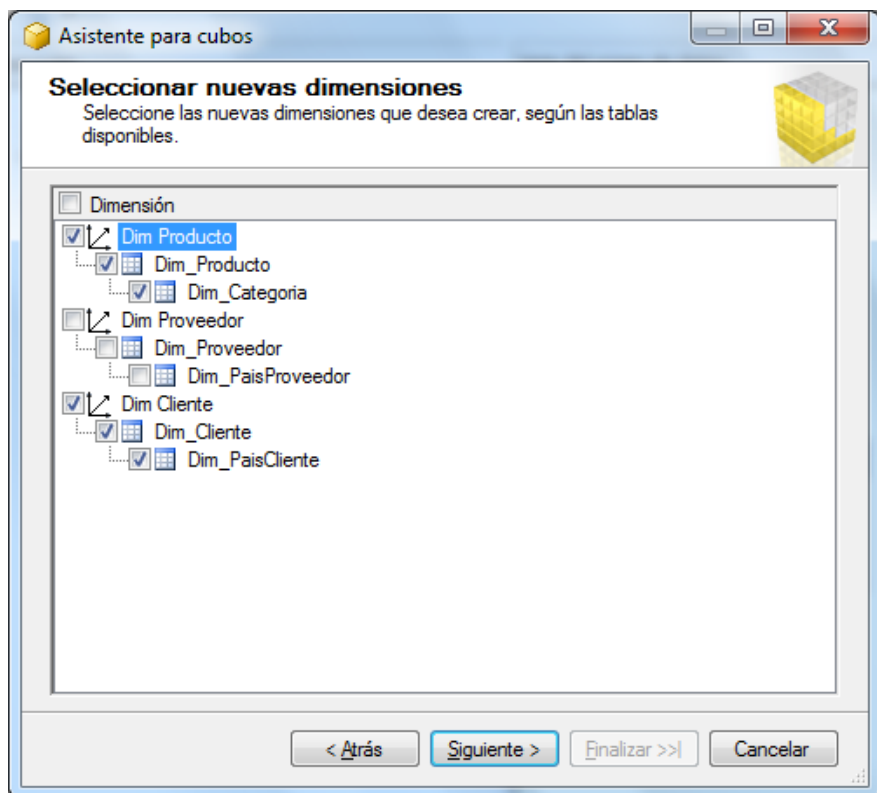 Asistente para cubos
Seleccionar nuevas dimensiones
Seleccione las nuevas dimensiones que desea crear, según las tablas
disponibles.
Dimensión
Dim Producto
Dim_Producto
Dim_Categoria
Dim Proveedor
Dim_Proveedor
Dim_PaisProveedor
Dim Cliente
Dim_Cliente
Dim_PaisCliente
< Atrás Siguiente > Finalizar >>| Cancelar